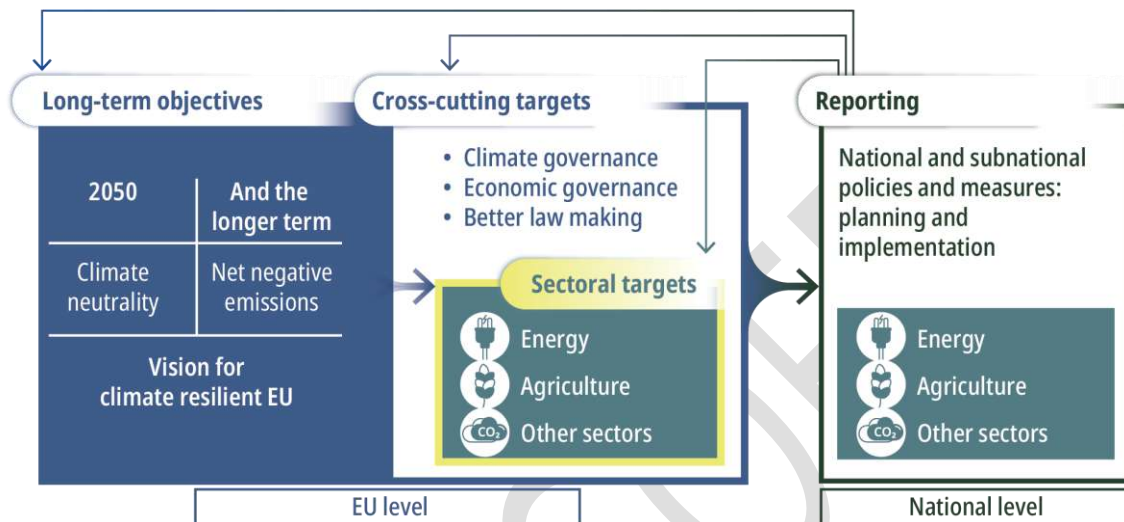 Long-term objectives
2050
And the
longer term
Climate
neutrality
Net negative
emissions
Vision for
climate resilient EU
Cross-cutting targets
• Climate governance
• Economic governance
• Better law making
Sectoral targets
Energy
Agriculture
CO₂ Other sectors
EU level
Reporting
National and subnational
policies and measures:
planning and
implementation
Energy
Agriculture
CO₂ Other sectors
National level